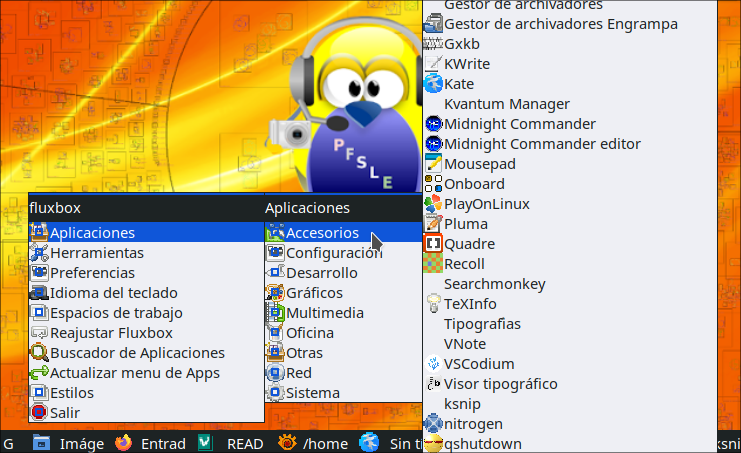 PFSLE
fluxbox
Aplicaciones
Herramientas
Preferencias
Idioma del teclado
Espacios de trabajo
Reajustar Fluxbox
Buscador de Aplicaciones
Actualizar menu de Apps
Estilos
Salir
Aplicaciones
Accesorios
Configuración
Desarrollo
Gráficos
Multimedia
Oficina
Otras
Red
Sistema
Gestor de archivadores
Gestor de archivadores Engrampa
Gxkb
KWrite
Kate
Kvantum Manager
Midnight Commander
Midnight Commander editor
Mousepad
Onboard
PlayOnLinux
Pluma
Quadre
Recoll
Searchmonkey
TeXInfo
Tipografias
VNote
VSCodium
Visor tipográfico
ksnip
nitrogen
qshutdown
G Imáge Entrad READ /home Sin ksni